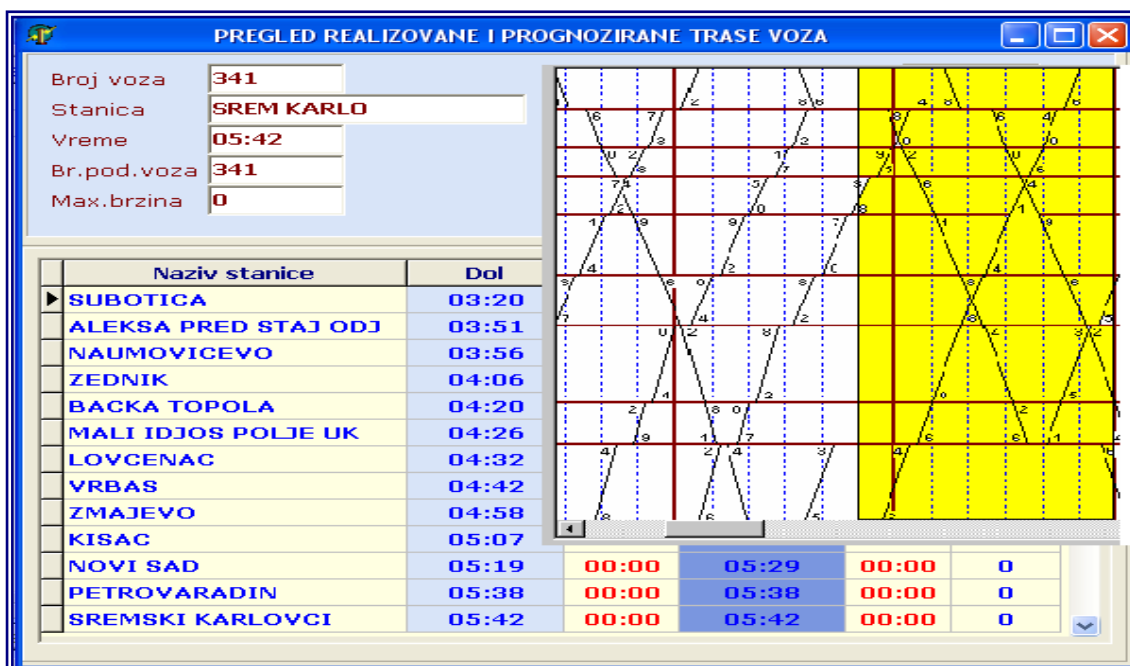 PREGLED REALIZOVANE I PROGNOZIRANE TRASE VOZA
Broj voza 341
Stanica SREM KARLO
Vreme 05:42
Br.pod.voza 341
Max.brzina 0
Naziv stanice Dol
SUBOTICA 03:20
ALEKSA PRED STAJ ODJ 03:51
NAUMOVICEVO 03:56
ZEDNIK 04:06
BACKA TOPOLA 04:20
MALI IDJOS POLJE UK 04:26
LOVCENAC 04:32
VRBAS 04:42
ZMAJEVO 04:58
KISAC 05:07
NOVI SAD 05:19 00:00 05:29 00:00 0
PETROVARADIN 05:38 00:00 05:38 00:00 0
SREMSKI KARLOVCI 05:42 00:00 05:42 00:00 0